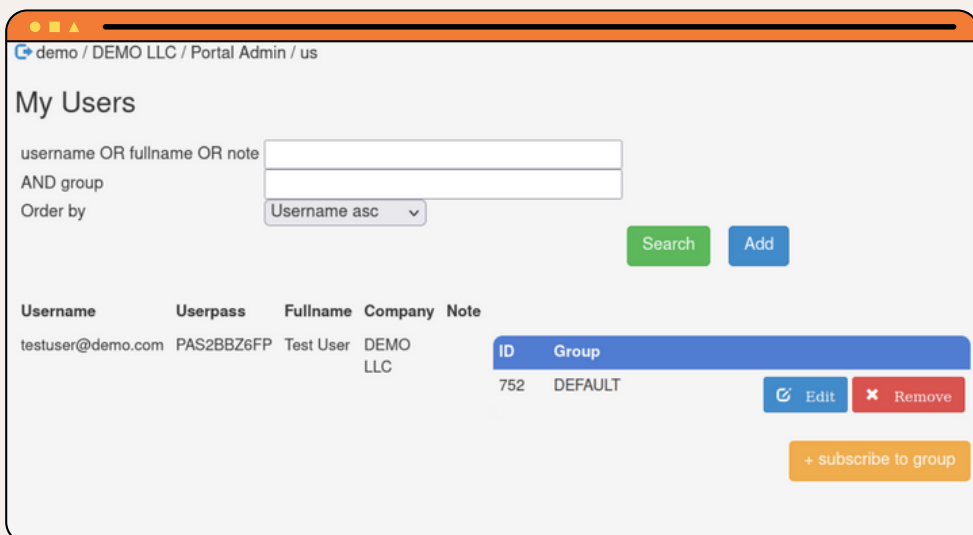 demo / DEMO LLC / Portal Admin / us
My Users
username OR fullname OR note
AND group
Order by Username asc
Search Add
Username Userpass Fullname Company Note
testuser@demo.com PAS2BBZ6FP Test User DEMO LLC
ID Group
752 DEFAULT Edit Remove
+ subscribe to group